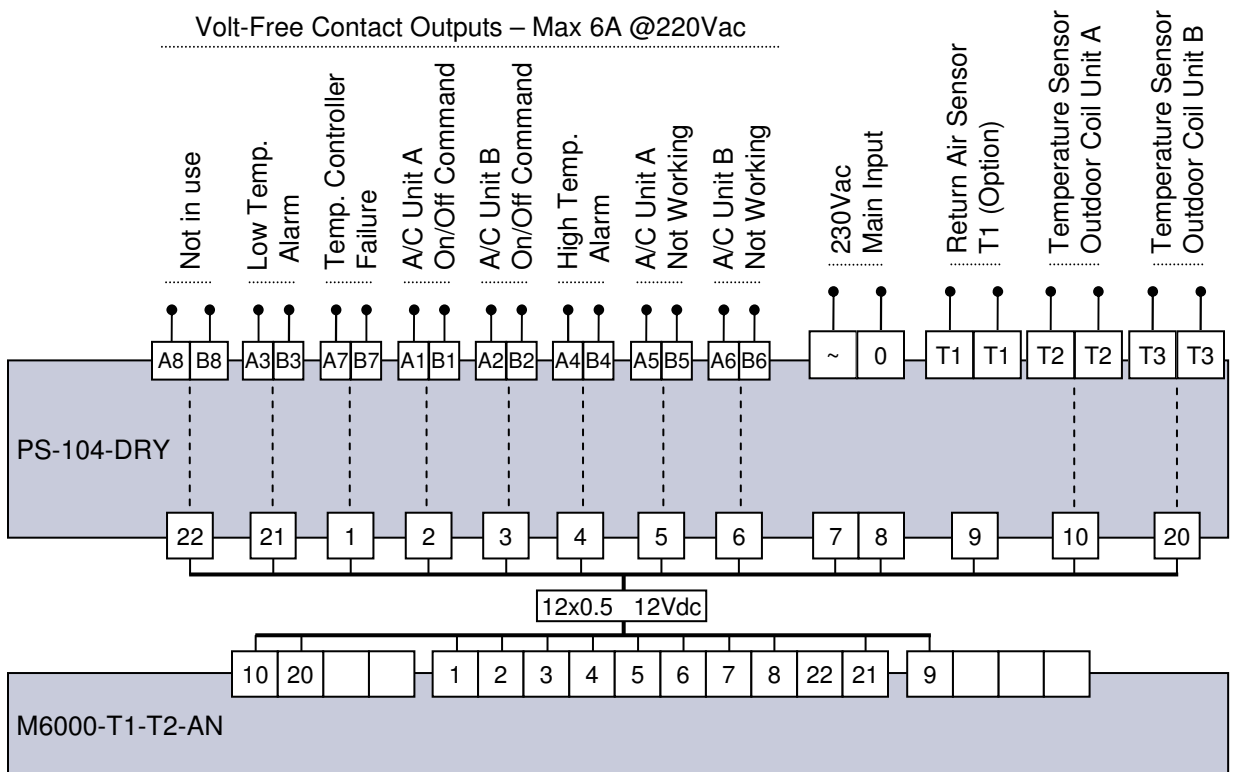 Volt-Free Contact Outputs – Max 6A @220Vac
Not in use
Low Temp.
Alarm
Temp. Controller
Failure
A/C Unit A
On/Off Command
A/C Unit B
On/Off Command
High Temp.
Alarm
A/C Unit A
Not Working
A/C Unit B
Not Working
230Vac
Main Input
Return Air Sensor
T1 (Option)
Temperature Sensor
Outdoor Coil Unit A
Temperature Sensor
Outdoor Coil Unit B
A8 B8 A3 B3 A7 B7 A1 B1 A2 B2 A4 B4 A5 B5 A6 B6 ~ 0 T1 T1 T2 T2 T3 T3
PS-104-DRY
22 21 1 2 3 4 5 6 7 8 9 10 20
12x0.5 12Vdc
10 20 1 2 3 4 5 6 7 8 22 21 9
M6000-T1-T2-AN